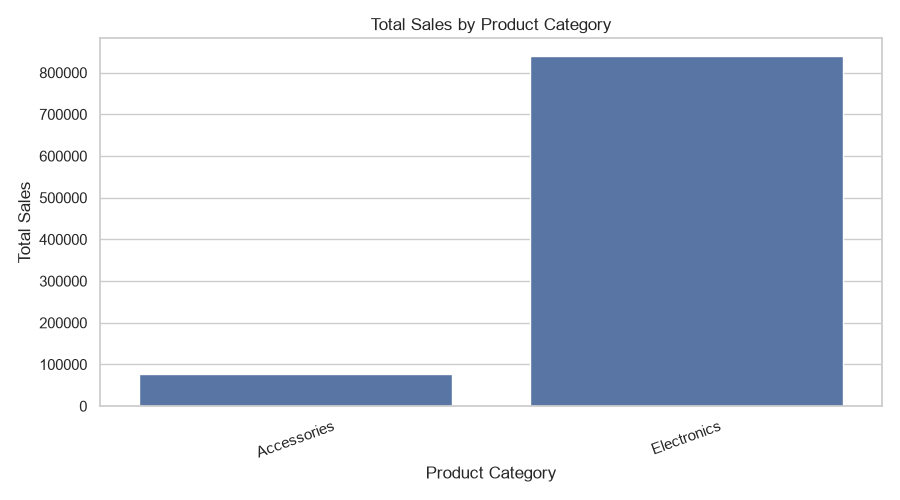 Total Sales by Product Category
Total Sales
800000
700000
600000
500000
400000
300000
200000
100000
0
Accessories
Electronics
Product Category